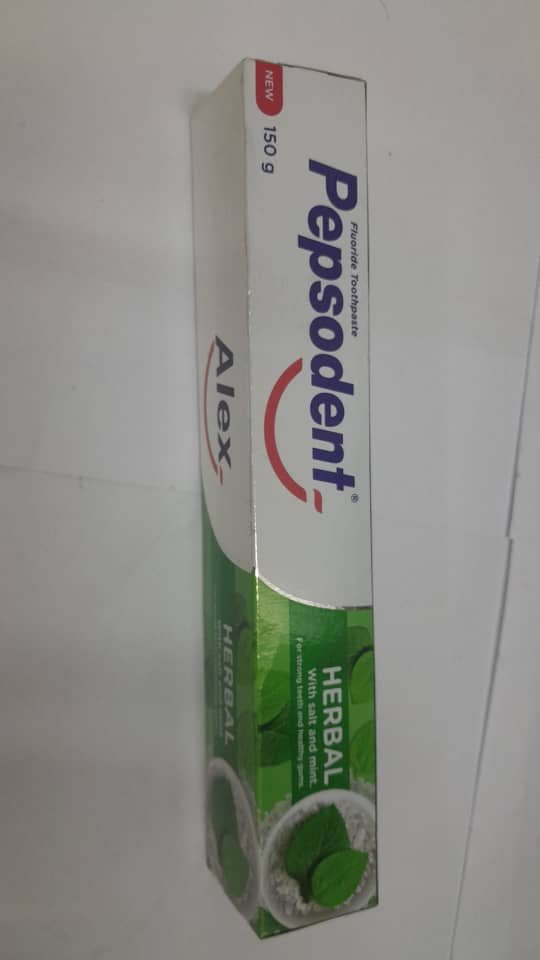 NEW
150 g
Fluoride Toothpaste
Pepsodent®
HERBAL
With salt and mint.
For strong teeth and healthy gums.
Alex
HERBAL